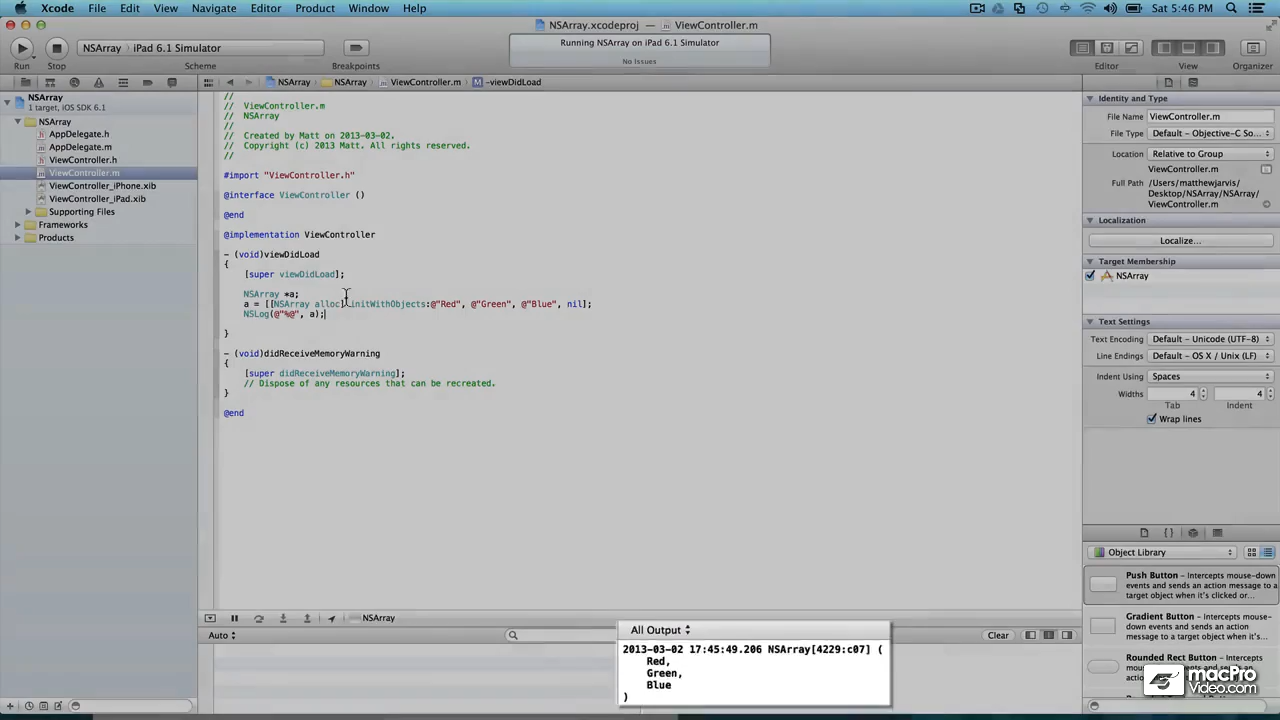 Xcode File Edit View Navigate Editor Product Window Help Sat 5:46 PM
NSArray.xcodeproj — ViewController.m
Run Stop NSArray › iPad 6.1 Simulator
Scheme Breakpoints
Running NSArray on iPad 6.1 Simulator
No Issues
Editor View Organizer
NSArray › NSArray › ViewController.m › M -viewDidLoad
NSArray
1 target, iOS SDK 6.1
NSArray
AppDelegate.h
AppDelegate.m
ViewController.h
ViewController.m
ViewController_iPhone.xib
ViewController_iPad.xib
Supporting Files
Frameworks
Products
//
// ViewController.m
// NSArray
//
// Created by Matt on 2013-03-02.
// Copyright (c) 2013 Matt. All rights reserved.
//
#import "ViewController.h"
@interface ViewController ()
@end
@implementation ViewController
- (void)viewDidLoad
{
[super viewDidLoad];
NSArray *a;
a = [[NSArray alloc] initWithObjects:@"Red", @"Green", @"Blue", nil];
NSLog(@"%@", a);
}
- (void)didReceiveMemoryWarning
{
[super didReceiveMemoryWarning];
// Dispose of any resources that can be recreated.
}
@end
Identity and Type
File Name ViewController.m
File Type Default - Objective-C So...
Location Relative to Group
ViewController.m
Full Path /Users/matthewjarvis/
Desktop/NSArray/NSArray/
ViewController.m
Localization
Localize...
Target Membership
NSArray
Text Settings
Text Encoding Default - Unicode (UTF-8)
Line Endings Default - OS X / Unix (LF)
Indent Using Spaces
Widths 4 4
Tab Indent
Wrap lines
{ } Object Library
Push Button - Intercepts mouse-down
events and sends an action message to a
target object when it's clicked or...
Gradient Button - Intercepts
mouse-down events and sends an
action message to a target object w...
Rounded Rect Button - Intercepts
NSArray
Auto
All Output
Clear
2013-03-02 17:45:49.206 NSArray[4229:c07] (
Red,
Green,
Blue
)
macPro
Video.com